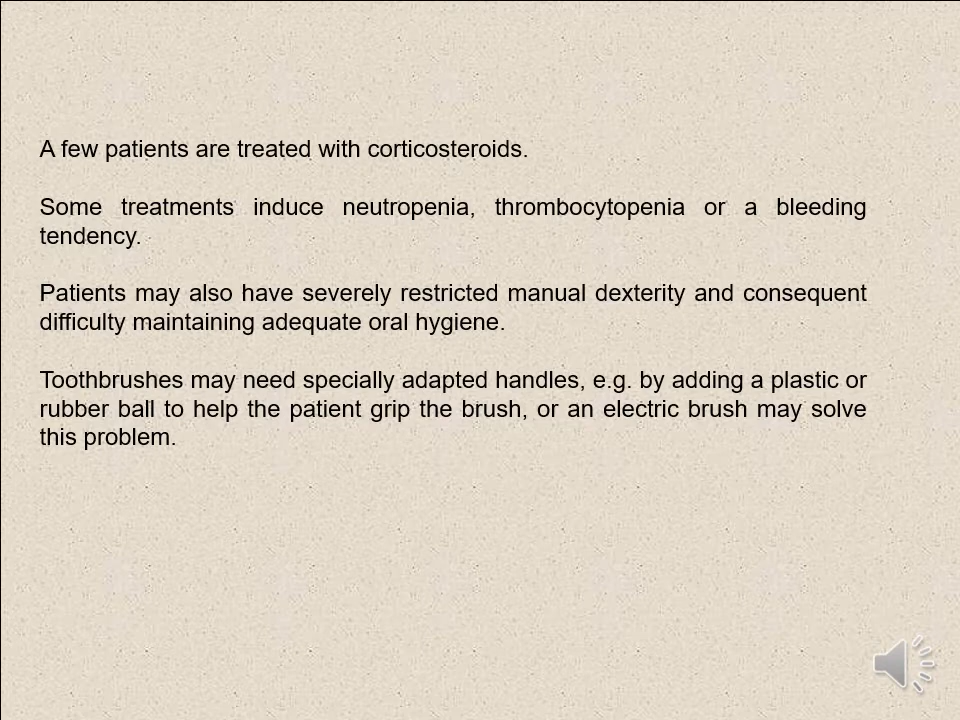 A few patients are treated with corticosteroids.
Some treatments induce neutropenia, thrombocytopenia or a bleeding
tendency.
Patients may also have severely restricted manual dexterity and consequent
difficulty maintaining adequate oral hygiene.
Toothbrushes may need specially adapted handles, e.g. by adding a plastic or
rubber ball to help the patient grip the brush, or an electric brush may solve
this problem.